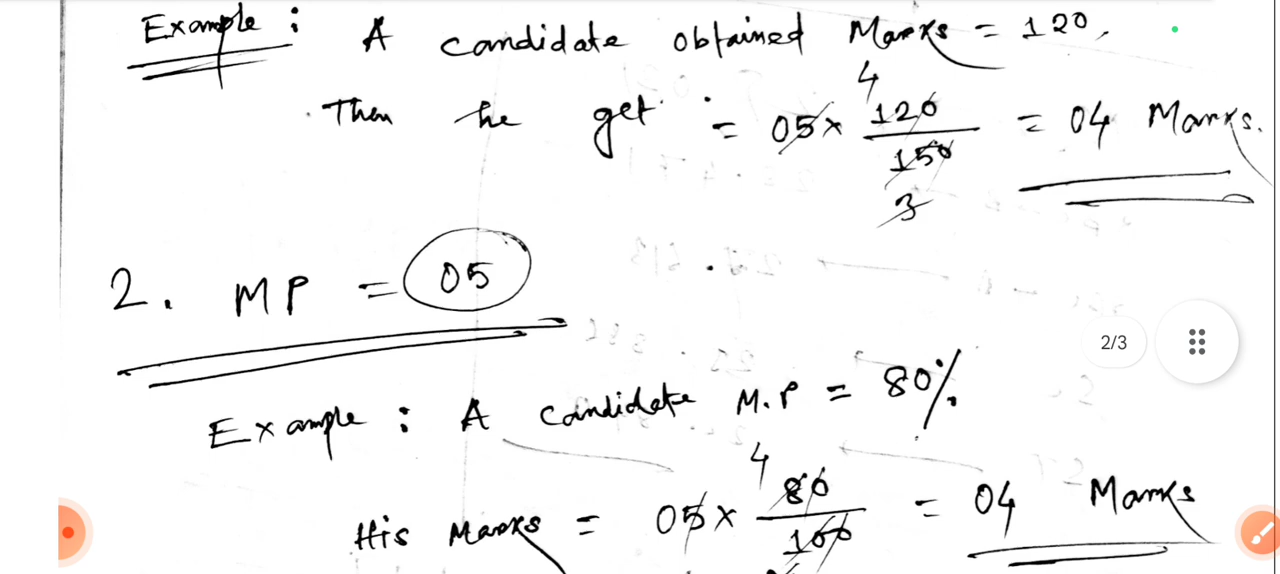 Example : A candidate obtained Marks = 120,
4
Then he get = 05 × 120/150 = 04 Marks.
3
2. MP = 05
2/3
Example : A candidate M.P = 80%.
4
His Marks = 05 × 80/100 = 04 Marks